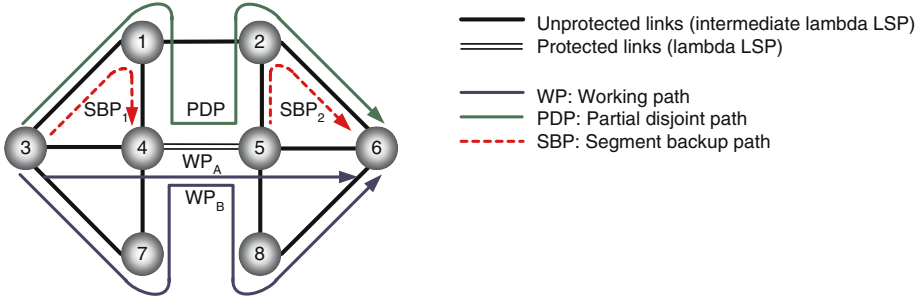 1
2
SBP1
PDP
SBP2
3
4
5
6
WPA
WPB
7
8
Unprotected links (intermediate lambda LSP)
Protected links (lambda LSP)
WP: Working path
PDP: Partial disjoint path
SBP: Segment backup path